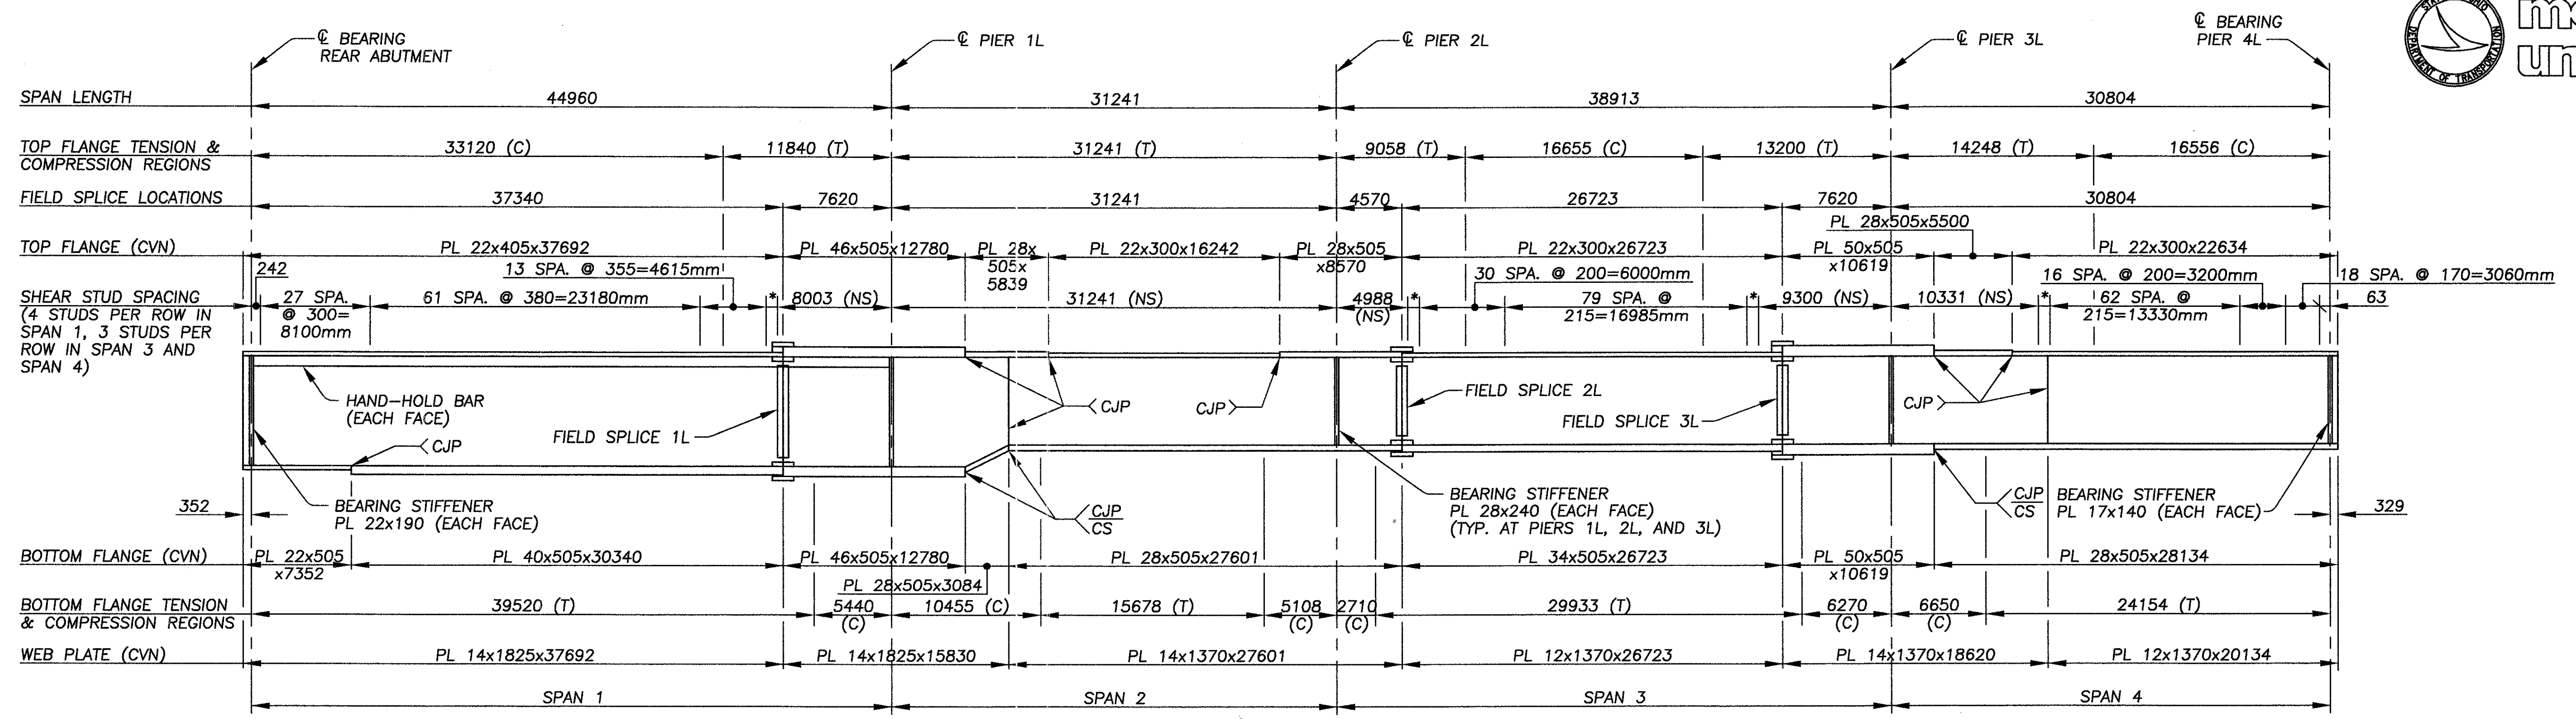 STATE OF OHIO
DEPARTMENT OF TRANSPORTATION
℄ BEARING
REAR ABUTMENT
℄ PIER 1L
℄ PIER 2L
℄ PIER 3L
℄ BEARING
PIER 4L
SPAN LENGTH
44960 31241 38913 30804
TOP FLANGE TENSION &
COMPRESSION REGIONS
33120 (C) 11840 (T) 31241 (T) 9058 (T) 16655 (C) 13200 (T) 14248 (T) 16556 (C)
FIELD SPLICE LOCATIONS
37340 7620 31241 4570 26723 7620 30804
PL 28x505x5500
TOP FLANGE (CVN)
PL 22x405x37692
PL 46x505x12780
PL 28x
505x
5839
PL 22x300x16242
PL 28x505
x8570
PL 22x300x26723
PL 50x505
x10619
PL 22x300x22634
SHEAR STUD SPACING
(4 STUDS PER ROW IN
SPAN 1, 3 STUDS PER
ROW IN SPAN 3 AND
SPAN 4)
242
27 SPA.
@ 300=
8100mm
61 SPA. @ 380=23180mm
13 SPA. @ 355=4615mm
*
8003 (NS)
31241 (NS)
4988
(NS)
*
30 SPA. @ 200=6000mm
79 SPA. @
215=16985mm
*
9300 (NS)
10331 (NS)
*
62 SPA. @
215=13330mm
16 SPA. @ 200=3200mm
18 SPA. @ 170=3060mm
63
HAND-HOLD BAR
(EACH FACE)
CJP
FIELD SPLICE 1L
CJP
CJP
FIELD SPLICE 2L
FIELD SPLICE 3L
CJP
352
BEARING STIFFENER
PL 22x190 (EACH FACE)
CJP
CS
BEARING STIFFENER
PL 28x240 (EACH FACE)
(TYP. AT PIERS 1L, 2L, AND 3L)
CJP
CS
BEARING STIFFENER
PL 17x140 (EACH FACE)
329
BOTTOM FLANGE (CVN)
PL 22x505
x7352
PL 40x505x30340
PL 46x505x12780
PL 28x505x3084
PL 28x505x27601
PL 34x505x26723
PL 50x505
x10619
PL 28x505x28134
BOTTOM FLANGE TENSION
& COMPRESSION REGIONS
39520 (T)
5440
(C)
10455 (C)
15678 (T)
5108
(C)
2710
(C)
29933 (T)
6270
(C)
6650
(C)
24154 (T)
WEB PLATE (CVN)
PL 14x1825x37692 PL 14x1825x15830 PL 14x1370x27601 PL 12x1370x26723 PL 14x1370x18620 PL 12x1370x20134
SPAN 1 SPAN 2 SPAN 3 SPAN 4